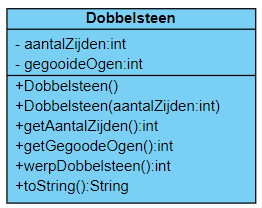 Dobbelsteen
- aantalZijden:int
- gegooideOgen:int
+Dobbelsteen()
+Dobbelsteen(aantalZijden:int)
+getAantalZijden():int
+getGegoodeOgen():int
+werpDobbelsteen():int
+toString():String